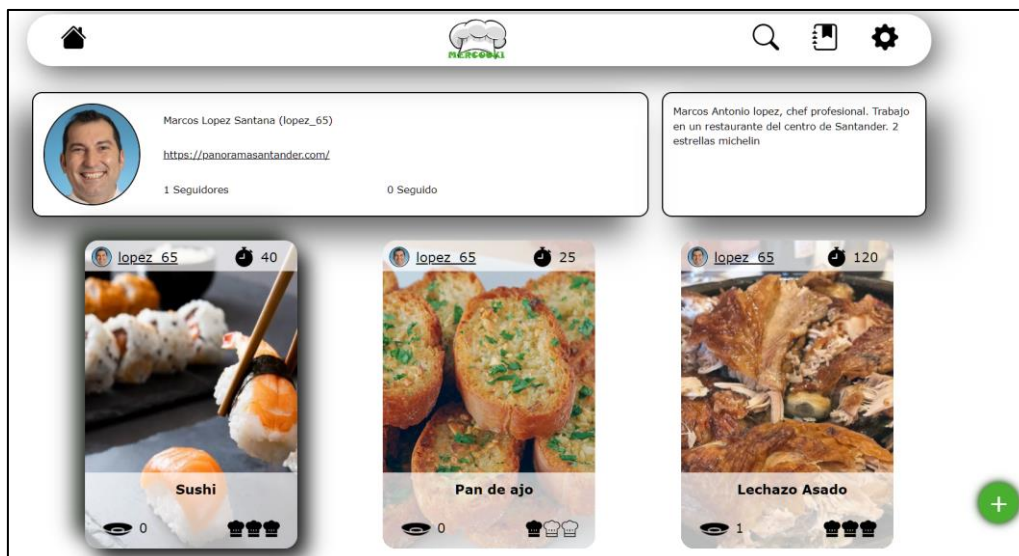 MERCOOKI
Marcos Lopez Santana (lopez_65)
https://panoramasantander.com/
1 Seguidores 0 Seguido
Marcos Antonio lopez, chef profesional. Trabajo
en un restaurante del centro de Santander. 2
estrellas michelin
lopez_65 40
Sushi
0
lopez_65 25
Pan de ajo
0
lopez_65 120
Lechazo Asado
1
+